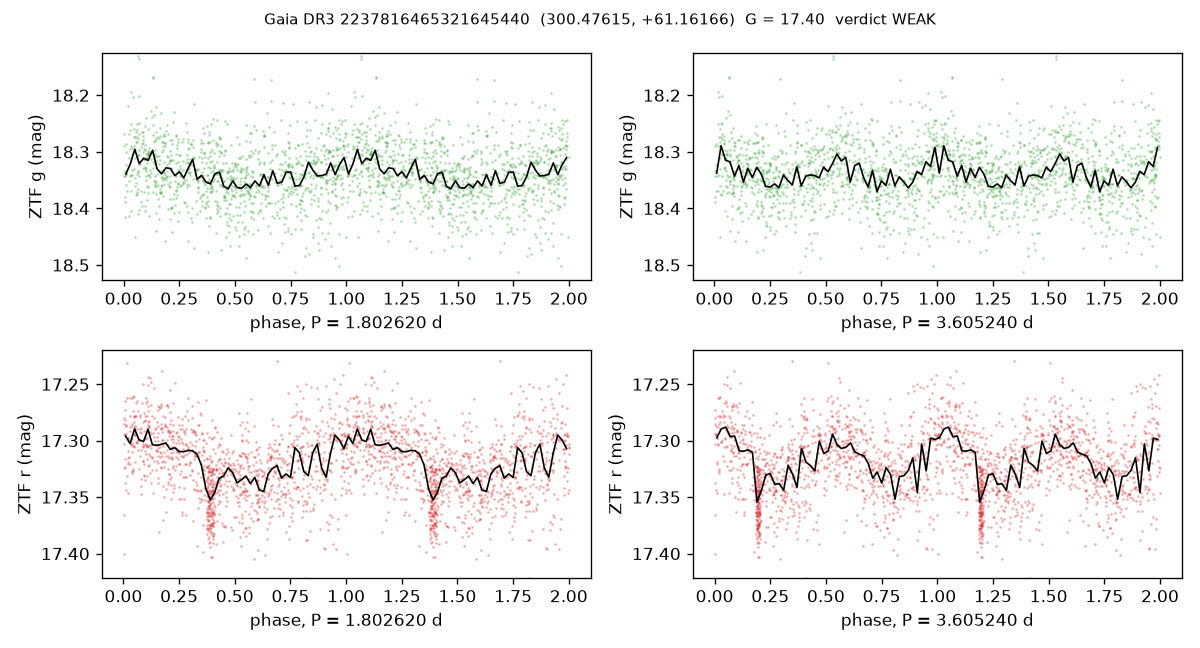 Gaia DR3 2237816465321645440 (300.47615, +61.16166) G = 17.40 verdict WEAK
ZTF g (mag)
18.2
18.3
18.4
18.5
0.00 0.25 0.50 0.75 1.00 1.25 1.50 1.75 2.00
phase, P = 1.802620 d
ZTF g (mag)
18.2
18.3
18.4
18.5
0.00 0.25 0.50 0.75 1.00 1.25 1.50 1.75 2.00
phase, P = 3.605240 d
ZTF r (mag)
17.25
17.30
17.35
17.40
0.00 0.25 0.50 0.75 1.00 1.25 1.50 1.75 2.00
phase, P = 1.802620 d
ZTF r (mag)
17.25
17.30
17.35
17.40
0.00 0.25 0.50 0.75 1.00 1.25 1.50 1.75 2.00
phase, P = 3.605240 d